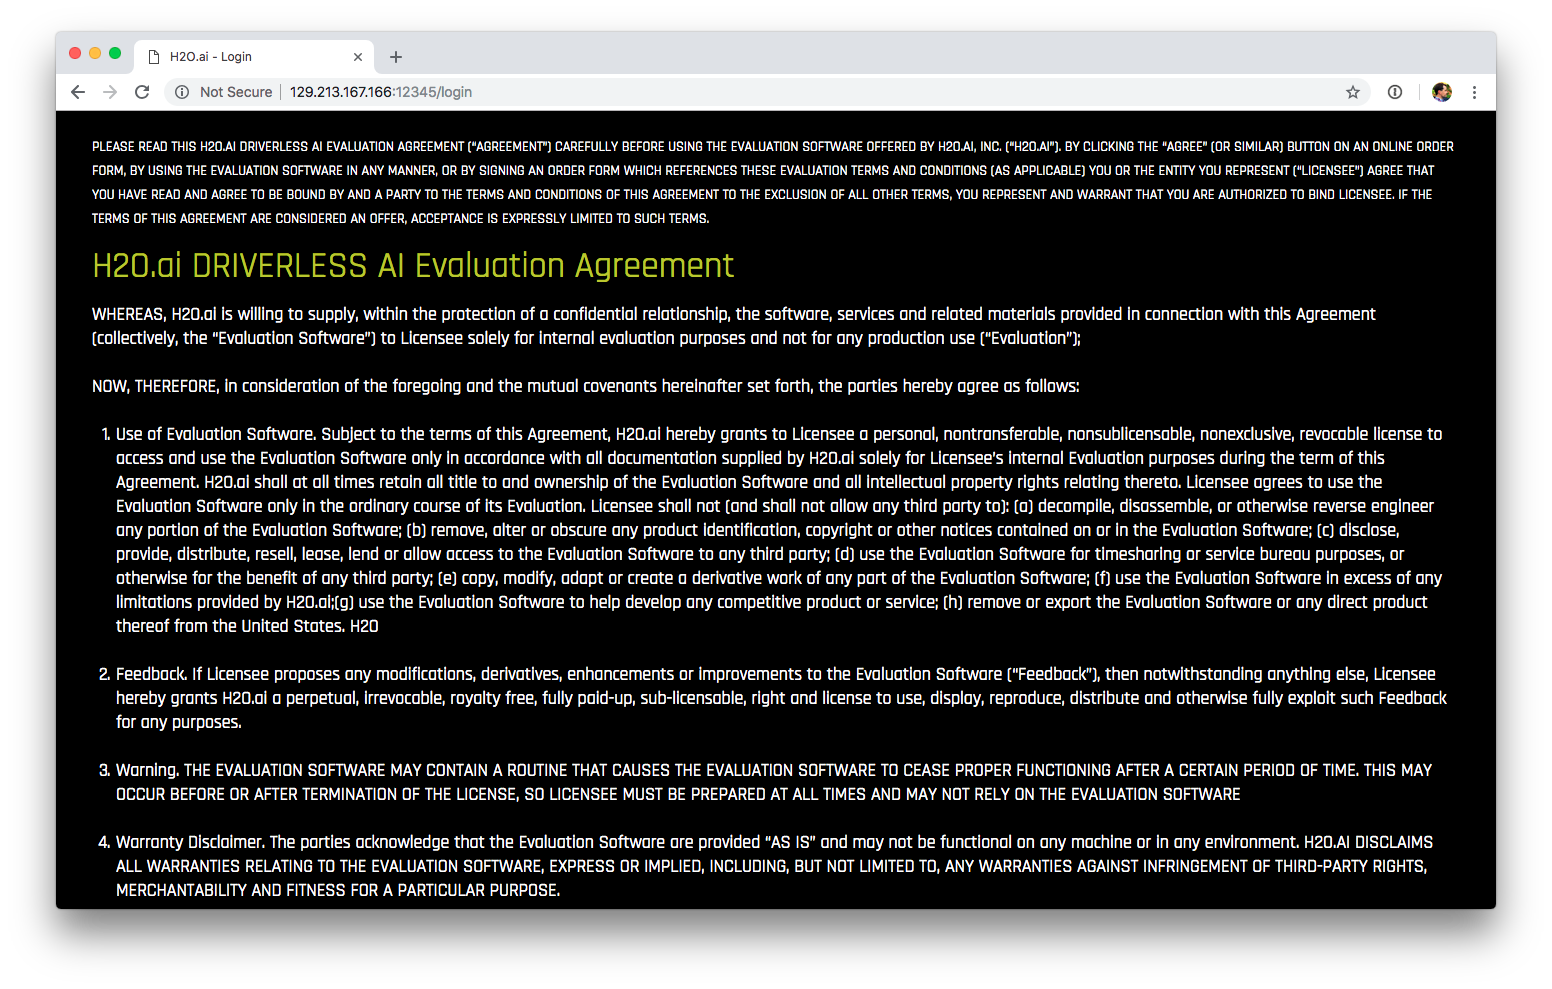 H2O.ai - Login
Not Secure | 129.213.167.166:12345/login
PLEASE READ THIS H2O.AI DRIVERLESS AI EVALUATION AGREEMENT (“AGREEMENT”) CAREFULLY BEFORE USING THE EVALUATION SOFTWARE OFFERED BY H2O.AI, INC. (“H2O.AI”). BY CLICKING THE “AGREE” (OR SIMILAR) BUTTON ON AN ONLINE ORDER
FORM, BY USING THE EVALUATION SOFTWARE IN ANY MANNER, OR BY SIGNING AN ORDER FORM WHICH REFERENCES THESE EVALUATION TERMS AND CONDITIONS (AS APPLICABLE) YOU OR THE ENTITY YOU REPRESENT (“LICENSEE”) AGREE THAT
YOU HAVE READ AND AGREE TO BE BOUND BY AND A PARTY TO THE TERMS AND CONDITIONS OF THIS AGREEMENT TO THE EXCLUSION OF ALL OTHER TERMS, YOU REPRESENT AND WARRANT THAT YOU ARE AUTHORIZED TO BIND LICENSEE. IF THE
TERMS OF THIS AGREEMENT ARE CONSIDERED AN OFFER, ACCEPTANCE IS EXPRESSLY LIMITED TO SUCH TERMS.
H2O.ai DRIVERLESS AI Evaluation Agreement
WHEREAS, H2O.ai is willing to supply, within the protection of a confidential relationship, the software, services and related materials provided in connection with this Agreement
(collectively, the “Evaluation Software”) to Licensee solely for internal evaluation purposes and not for any production use (“Evaluation”);
NOW, THEREFORE, in consideration of the foregoing and the mutual covenants hereinafter set forth, the parties hereby agree as follows:
1. Use of Evaluation Software. Subject to the terms of this Agreement, H2O.ai hereby grants to Licensee a personal, nontransferable, nonsublicensable, nonexclusive, revocable license to
access and use the Evaluation Software only in accordance with all documentation supplied by H2O.ai solely for Licensee’s internal Evaluation purposes during the term of this
Agreement. H2O.ai shall at all times retain all title to and ownership of the Evaluation Software and all intellectual property rights relating thereto. Licensee agrees to use the
Evaluation Software only in the ordinary course of its Evaluation. Licensee shall not (and shall not allow any third party to): (a) decompile, disassemble, or otherwise reverse engineer
any portion of the Evaluation Software; (b) remove, alter or obscure any product identification, copyright or other notices contained on or in the Evaluation Software; (c) disclose,
provide, distribute, resell, lease, lend or allow access to the Evaluation Software to any third party; (d) use the Evaluation Software for timesharing or service bureau purposes, or
otherwise for the benefit of any third party; (e) copy, modify, adapt or create a derivative work of any part of the Evaluation Software; (f) use the Evaluation Software in excess of any
limitations provided by H2O.ai;(g) use the Evaluation Software to help develop any competitive product or service; (h) remove or export the Evaluation Software or any direct product
thereof from the United States. H2O
2. Feedback. If Licensee proposes any modifications, derivatives, enhancements or improvements to the Evaluation Software (“Feedback”), then notwithstanding anything else, Licensee
hereby grants H2O.ai a perpetual, irrevocable, royalty free, fully paid-up, sub-licensable, right and license to use, display, reproduce, distribute and otherwise fully exploit such Feedback
for any purposes.
3. Warning. THE EVALUATION SOFTWARE MAY CONTAIN A ROUTINE THAT CAUSES THE EVALUATION SOFTWARE TO CEASE PROPER FUNCTIONING AFTER A CERTAIN PERIOD OF TIME. THIS MAY
OCCUR BEFORE OR AFTER TERMINATION OF THE LICENSE, SO LICENSEE MUST BE PREPARED AT ALL TIMES AND MAY NOT RELY ON THE EVALUATION SOFTWARE
4. Warranty Disclaimer. The parties acknowledge that the Evaluation Software are provided “AS IS” and may not be functional on any machine or in any environment. H2O.AI DISCLAIMS
ALL WARRANTIES RELATING TO THE EVALUATION SOFTWARE, EXPRESS OR IMPLIED, INCLUDING, BUT NOT LIMITED TO, ANY WARRANTIES AGAINST INFRINGEMENT OF THIRD-PARTY RIGHTS,
MERCHANTABILITY AND FITNESS FOR A PARTICULAR PURPOSE.